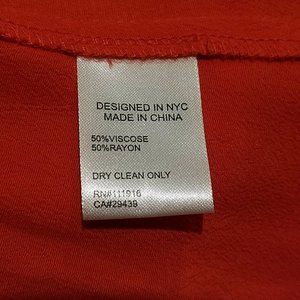 DESIGNED IN NYC
MADE IN CHINA
50%VISCOSE
50%RAYON
DRY CLEAN ONLY
RN#111916
CA#29439